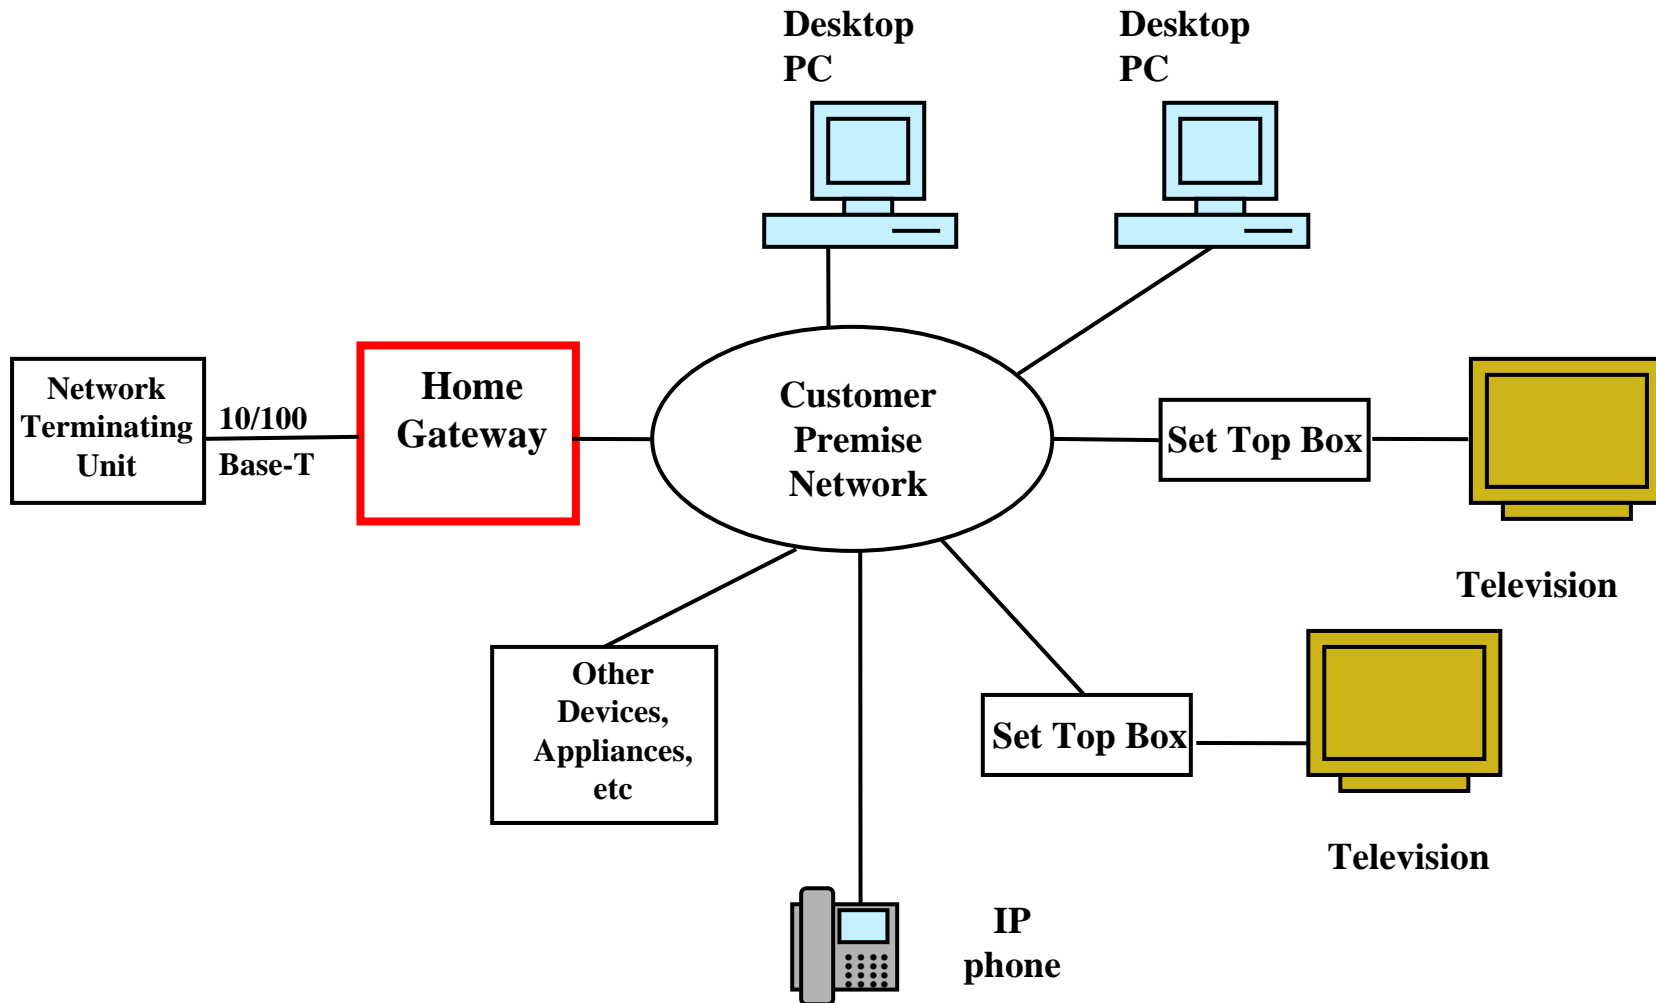 Desktop
PC
Desktop
PC
Network
Terminating
Unit
10/100
Base-T
Home
Gateway
Customer
Premise
Network
Set Top Box
Television
Other
Devices,
Appliances,
etc
Set Top Box
Television
IP
phone